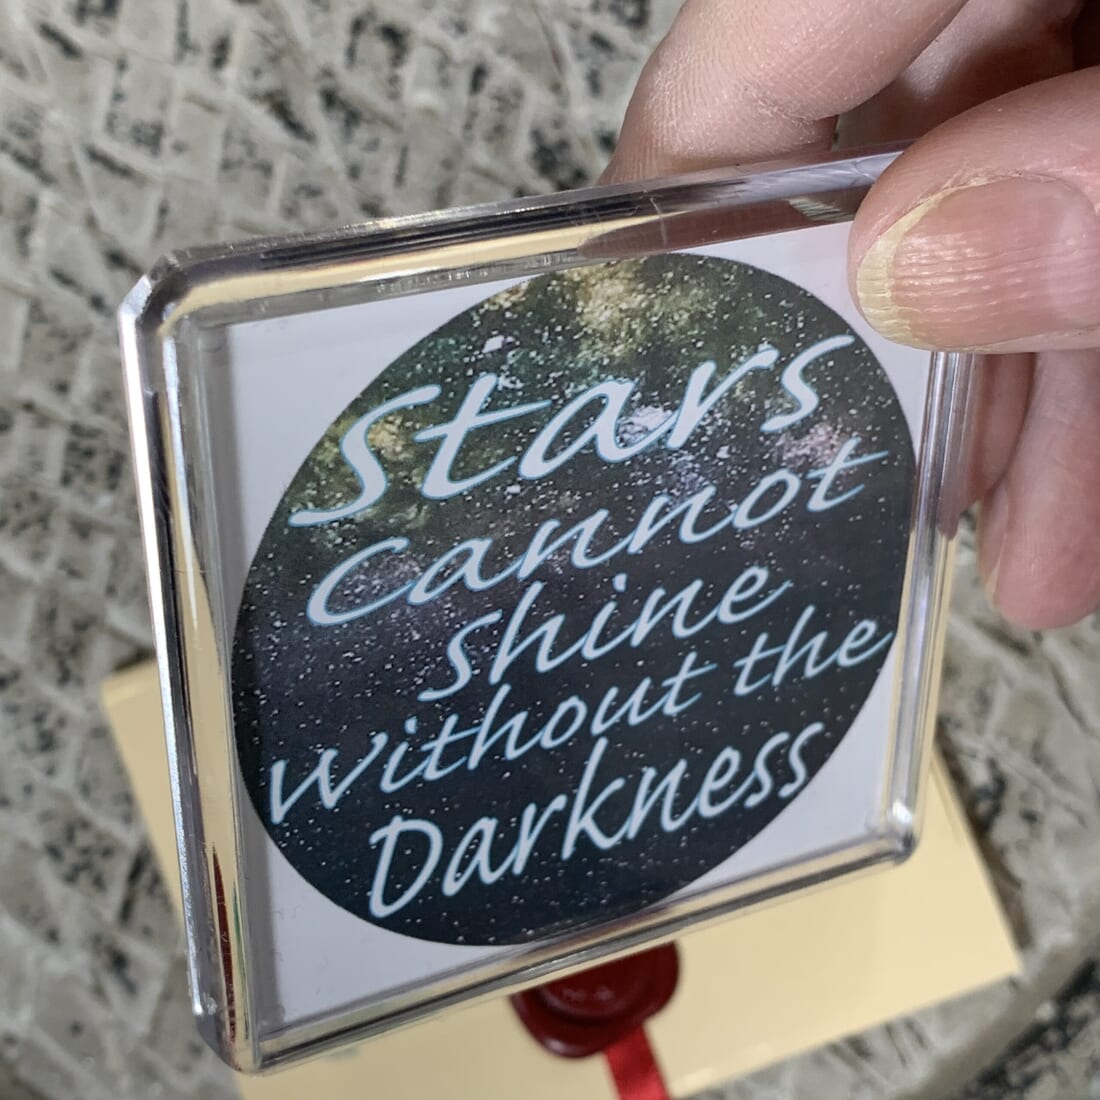 Stars
cannot
shine
Without the
Darkness